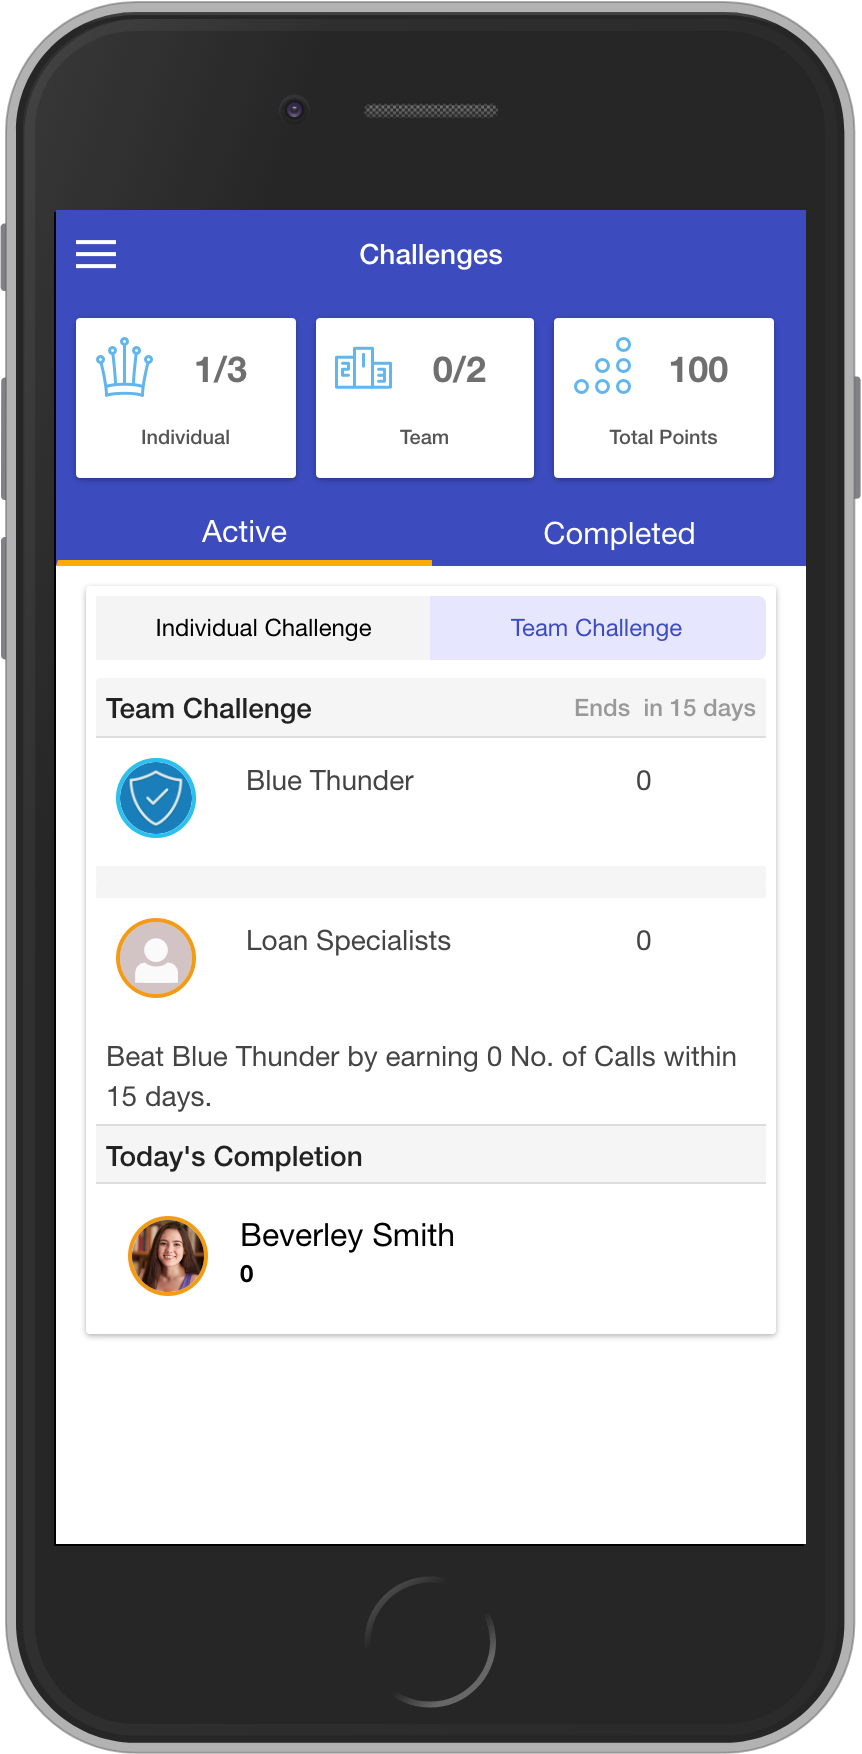 Challenges
1/3
0/2
100
Individual
Team
Total Points
Active
Completed
Individual Challenge
Team Challenge
Team Challenge
Ends in 15 days
Blue Thunder
0
Loan Specialists
0
Beat Blue Thunder by earning 0 No. of Calls within
15 days.
Today's Completion
Beverley Smith
0